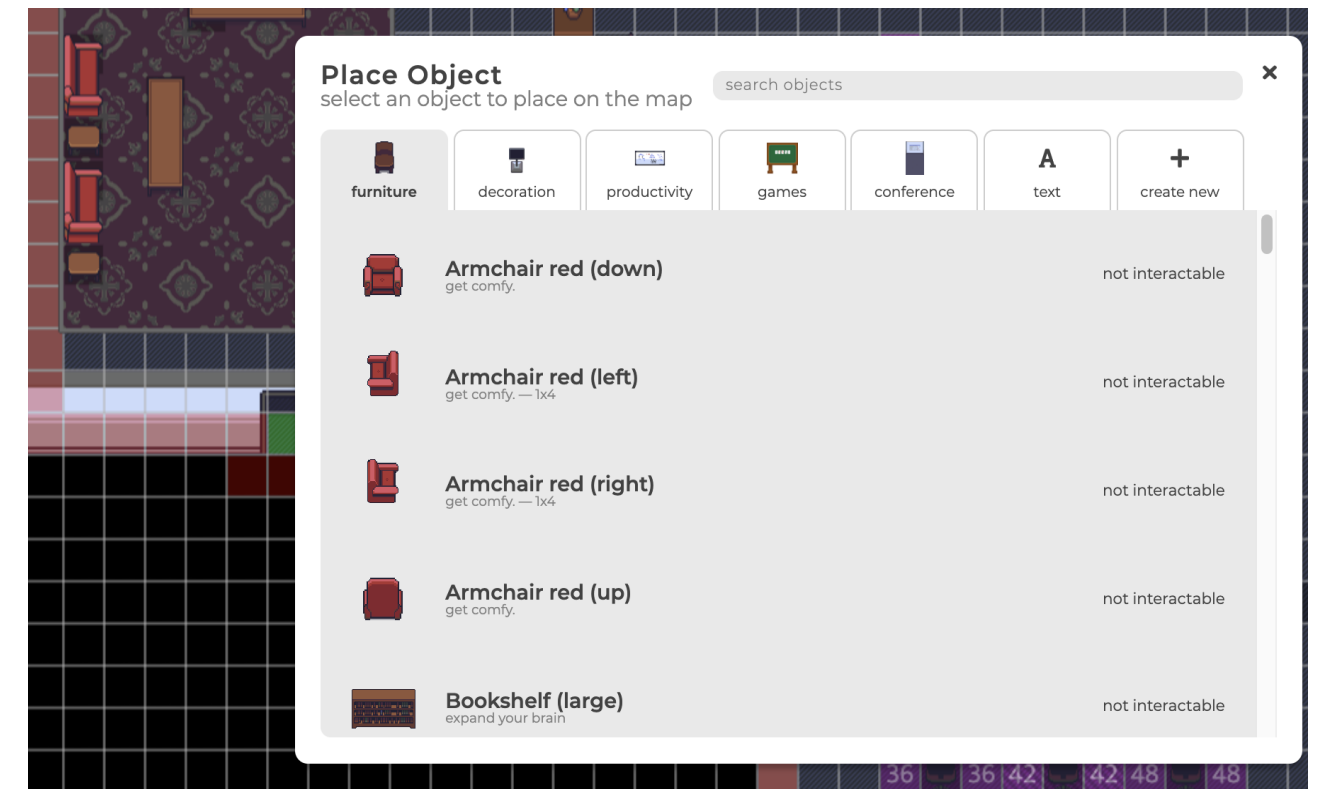 Place Object
select an object to place on the map
search objects
furniture
decoration
productivity
games
conference
A
text
create new
Armchair red (down)
get comfy.
not interactable
Armchair red (left)
get comfy. — 1x4
not interactable
Armchair red (right)
get comfy. — 1x4
not interactable
Armchair red (up)
get comfy.
not interactable
Bookshelf (large)
expand your brain
not interactable
36 36 42 42 48 48